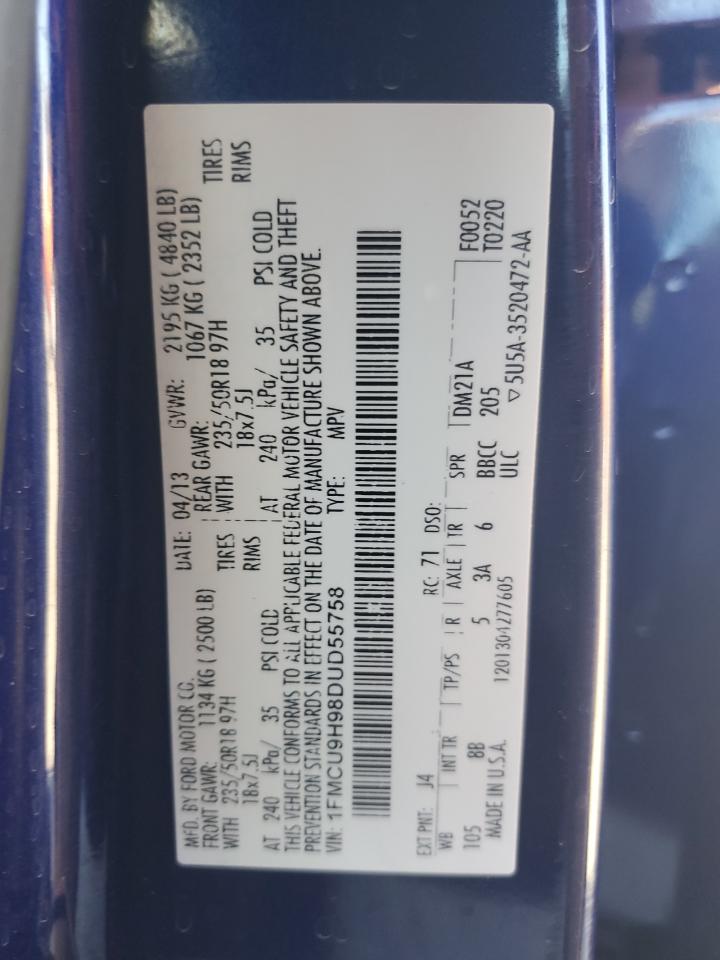 MFD. BY FORD MOTOR CO. DATE: 04/13 GVWR: 2195 KG ( 4840 LB)
FRONT GAWR: 1134 KG ( 2500 LB) REAR GAWR: 1067 KG ( 2352 LB)
WITH 235/50R18 97H TIRES WITH 235/50R18 97H TIRES
18x7.5J RIMS 18x7.5J RIMS
AT 240 kPa/ 35 PSI COLD AT 240 kPa/ 35 PSI COLD
THIS VEHICLE CONFORMS TO ALL APPLICABLE FEDERAL MOTOR VEHICLE SAFETY AND THEFT
PREVENTION STANDARDS IN EFFECT ON THE DATE OF MANUFACTURE SHOWN ABOVE.
VIN: 1FMCU9H98DUD55758 TYPE: MPV
EXT PNT: J4 RC: 71 DSO: F0052
WB INT TR TP/PS R AXLE TR SPR DM21A T0220
105 8B 5 3A 6 BBCC 205
MADE IN U.S.A. 1201304277605 ULC ▽5U5A-3520472-AA